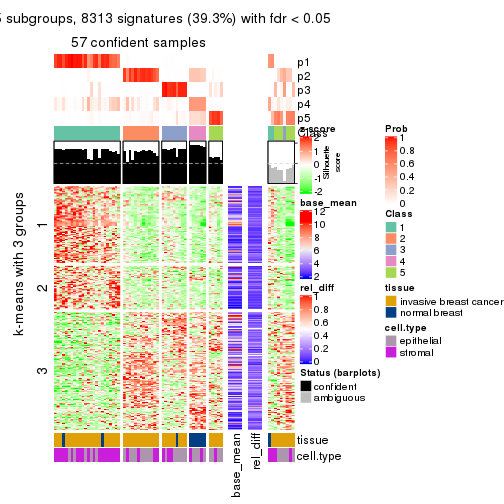 5 subgroups, 8313 signatures (39.3%) with fdr < 0.05
57 confident samples
p1
p2
p3
p4
p5
Class
Silhouette
score
k-means with 3 groups
1
2
3
base_mean
rel_diff
tissue
cell.type
z-score
2
1
0
-1
-2
base_mean
12
10
8
6
4
2
rel_diff
1
0.8
0.6
0.4
0.2
0
Status (barplots)
confident
ambiguous
Prob
1
0.8
0.6
0.4
0.2
0
Class
1
2
3
4
5
tissue
invasive breast cancer
normal breast
cell.type
epithelial
stromal